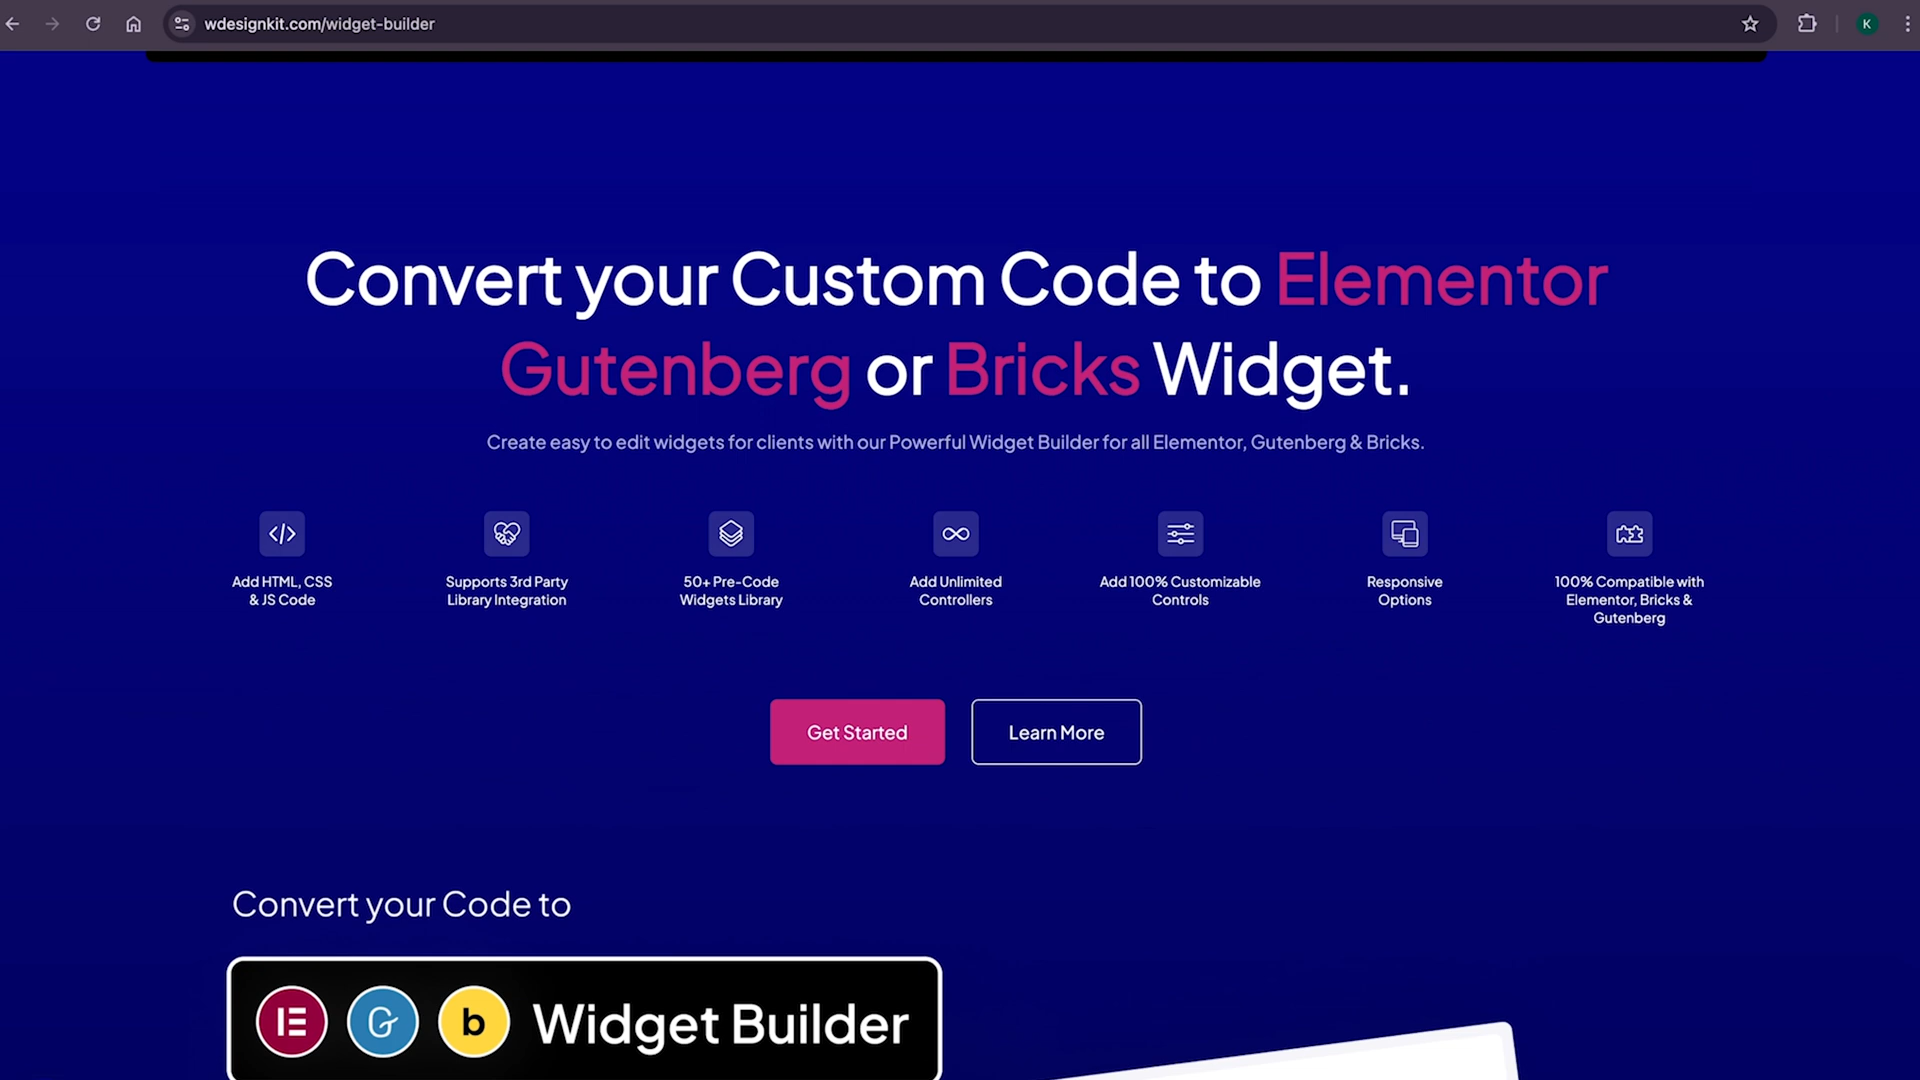 wdesignkit.com/widget-builder
K
Convert your Custom Code to Elementor
Gutenberg or Bricks Widget.
Create easy to edit widgets for clients with our Powerful Widget Builder for all Elementor, Gutenberg & Bricks.
Add HTML, CSS
& JS Code
Supports 3rd Party
Library Integration
50+ Pre-Code
Widgets Library
Add Unlimited
Controllers
Add 100% Customizable
Controls
Responsive
Options
100% Compatible with
Elementor, Bricks &
Gutenberg
Get Started
Learn More
Convert your Code to
b Widget Builder